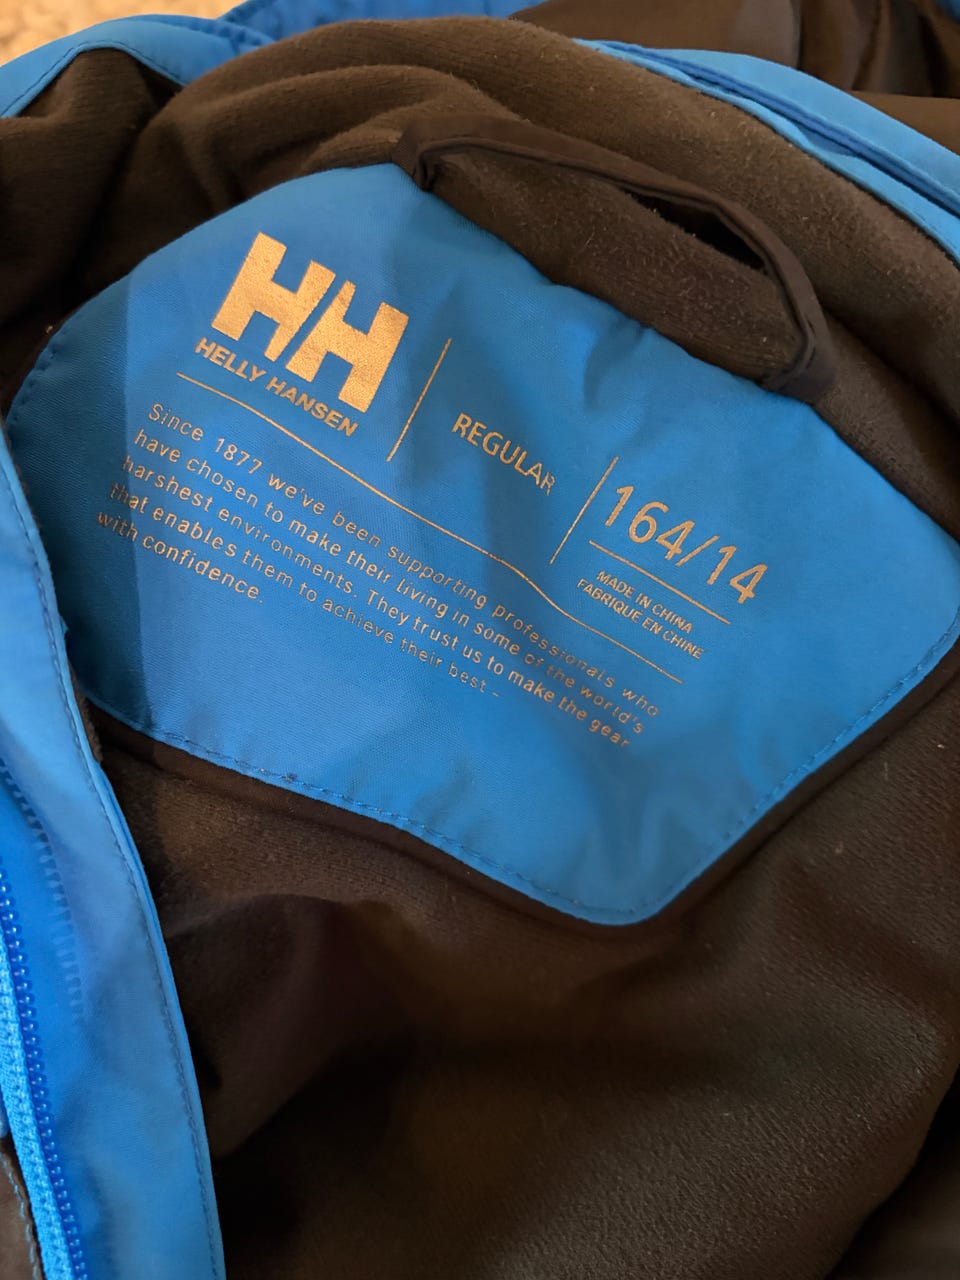 HH
HELLY HANSEN
REGULAR
164/14
MADE IN CHINA
FABRIQUE EN CHINE
Since 1877 we've been supporting professionals who
have chosen to make their living in some of the world's
harshest environments. They trust us to make the gear
that enables them to achieve their best –
with confidence.